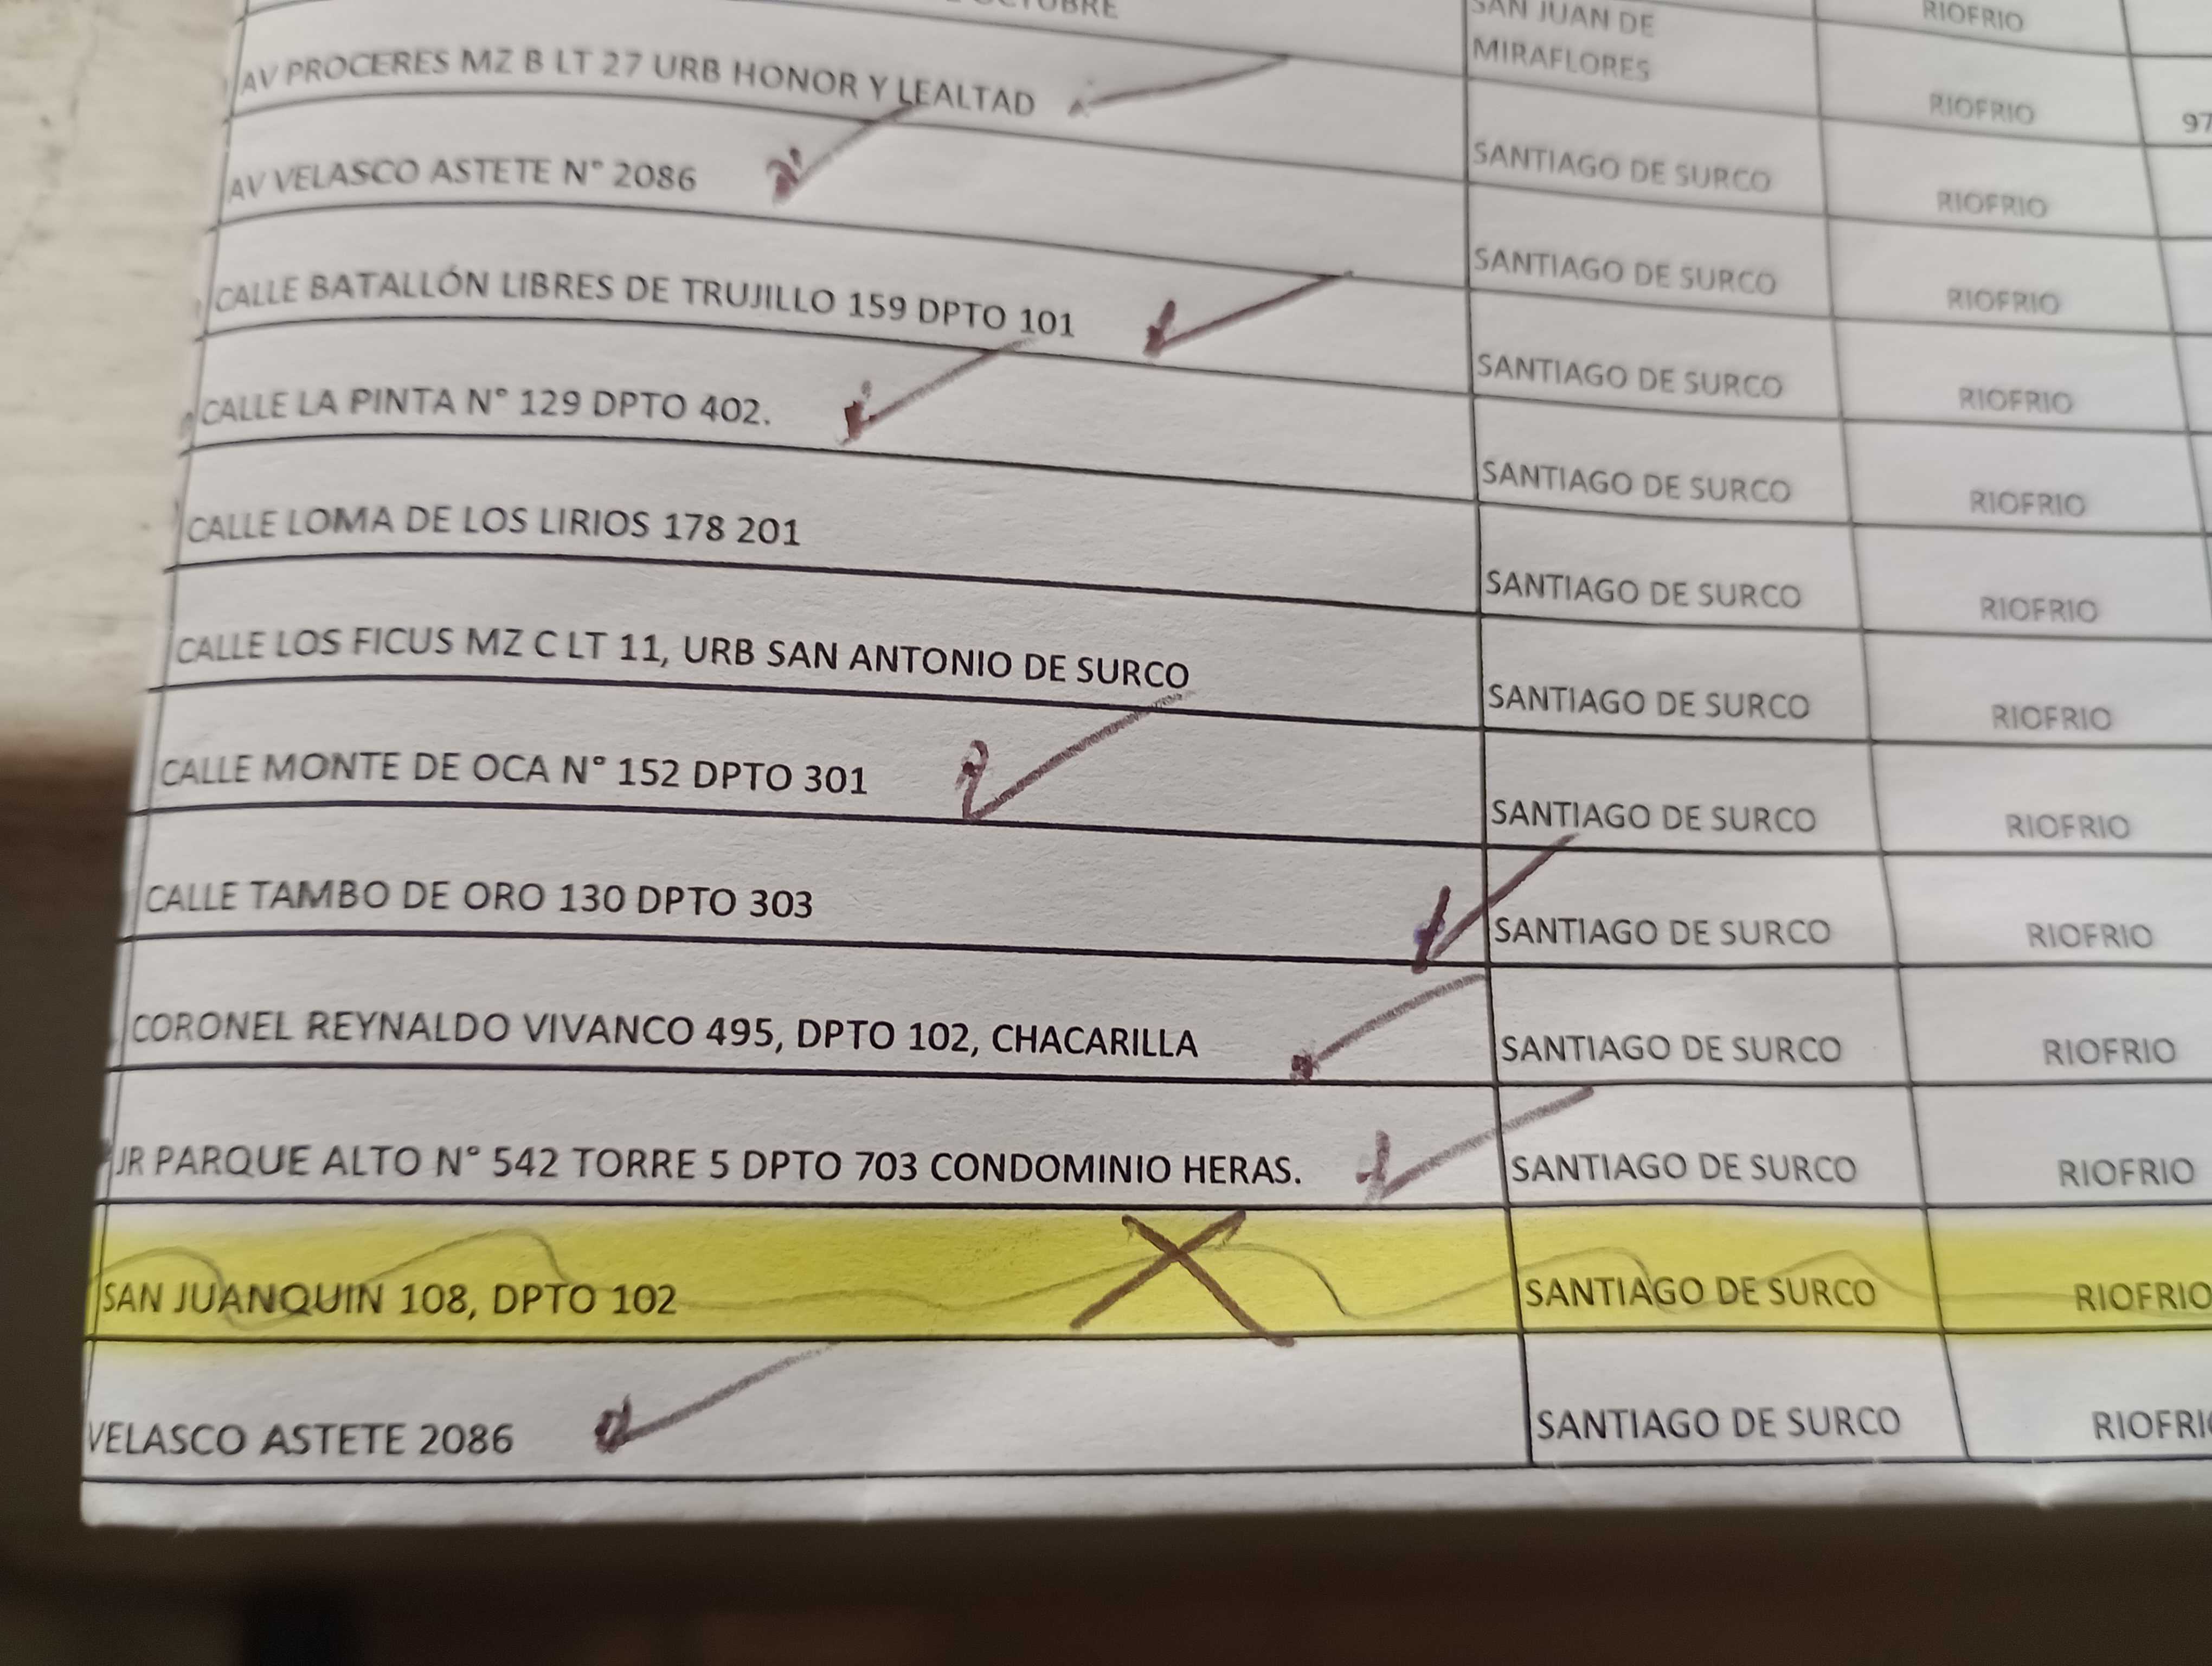 SAN JUAN DE
MIRAFLORES
RIOFRIO
AV PROCERES MZ B LT 27 URB HONOR Y LEALTAD
SANTIAGO DE SURCO
RIOFRIO
97
AV VELASCO ASTETE N° 2086
SANTIAGO DE SURCO
RIOFRIO
CALLE BATALLÓN LIBRES DE TRUJILLO 159 DPTO 101
SANTIAGO DE SURCO
RIOFRIO
CALLE LA PINTA N° 129 DPTO 402.
SANTIAGO DE SURCO
RIOFRIO
CALLE LOMA DE LOS LIRIOS 178 201
SANTIAGO DE SURCO
RIOFRIO
CALLE LOS FICUS MZ C LT 11, URB SAN ANTONIO DE SURCO
SANTIAGO DE SURCO
RIOFRIO
CALLE MONTE DE OCA N° 152 DPTO 301
SANTIAGO DE SURCO
RIOFRIO
CALLE TAMBO DE ORO 130 DPTO 303
SANTIAGO DE SURCO
RIOFRIO
CORONEL REYNALDO VIVANCO 495, DPTO 102, CHACARILLA
SANTIAGO DE SURCO
RIOFRIO
JR PARQUE ALTO N° 542 TORRE 5 DPTO 703 CONDOMINIO HERAS.
SANTIAGO DE SURCO
RIOFRIO
SAN JUANQUIN 108, DPTO 102
SANTIAGO DE SURCO
RIOFRIO
VELASCO ASTETE 2086
SANTIAGO DE SURCO
RIOFRI